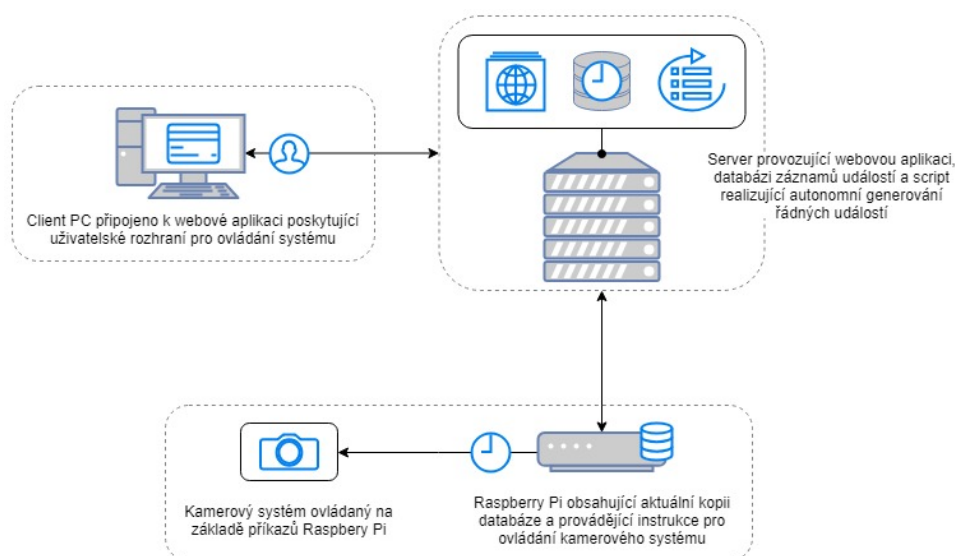 Server provozující webovou aplikaci,
databázi záznamů událostí a script
realizující autonomní generování
řádných událostí
Client PC připojeno k webové aplikaci poskytující
uživatelské rozhraní pro ovládání systému
Kamerový systém ovládaný na
základě příkazů Raspbery Pi
Raspberry Pi obsahující aktuální kopii
databáze a provádějící instrukce pro
ovládání kamerového systému